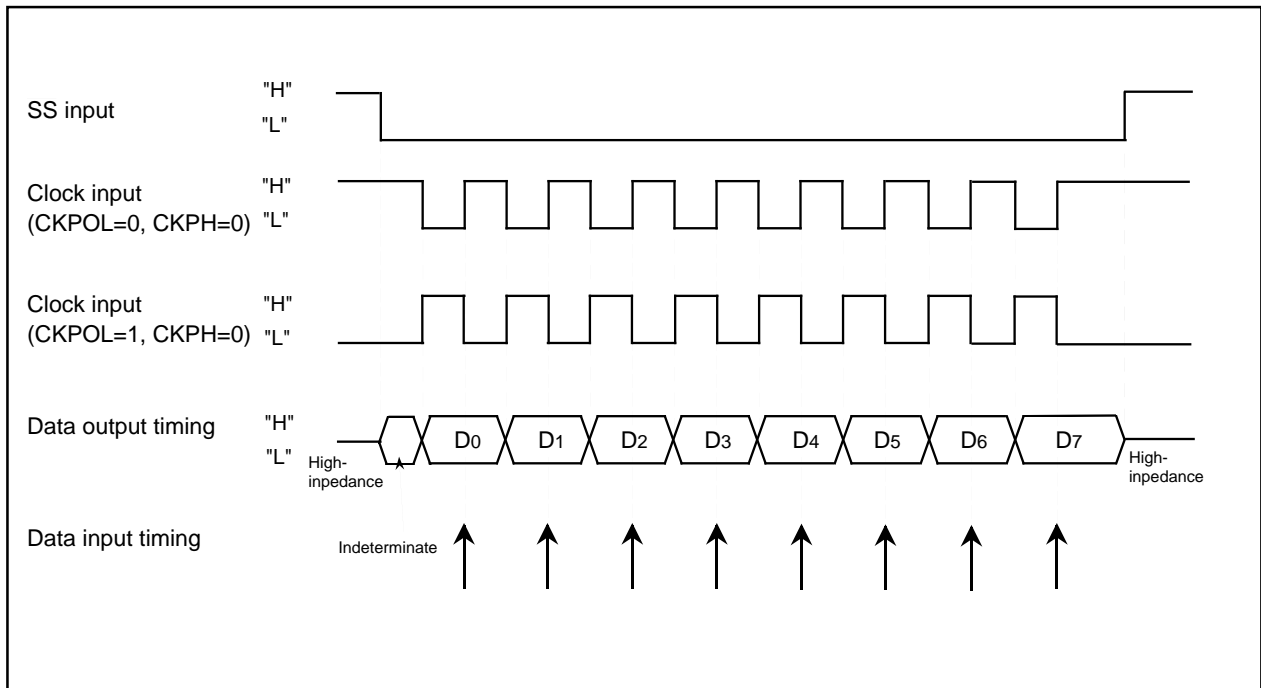 SS input
"H"
"L"
Clock input
(CKPOL=0, CKPH=0)
"H"
"L"
Clock input
(CKPOL=1, CKPH=0)
"H"
"L"
Data output timing
"H"
"L"
High-
inpedance
D0
D1
D2
D3
D4
D5
D6
D7
High-
inpedance
Data input timing
Indeterminate